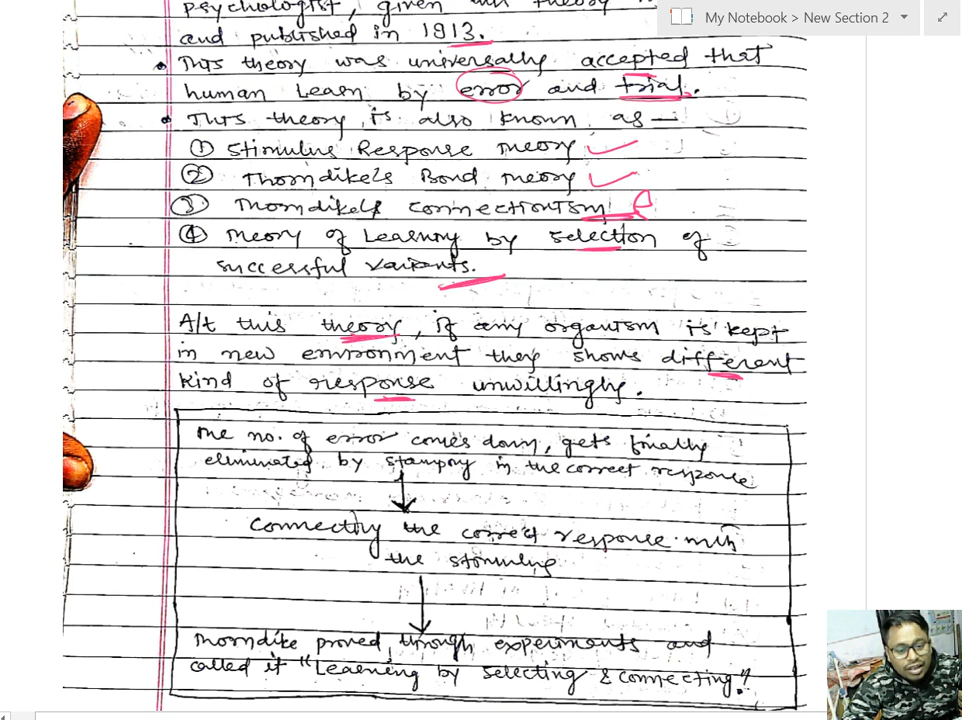 psychologist, given
My Notebook > New Section 2
and published in 1913.
• This theory was universally accepted that
human learn by error and trial.
• This theory is also known as —
① Stimulus Response Theory
② Thorndike's Bond Theory
③ Thorndike's connectionism
④ Theory of Learning by selection of
successful variants.
A/t this theory, if any organism is kept
in new environment they shows different
kind of response unwillingly.
The no. of error comes down, gets finally
eliminated by stamping in the correct response
Connecting the correct response with
the stimulus
Thorndike proved, through experiments and
called it "Learning by selecting & connecting."